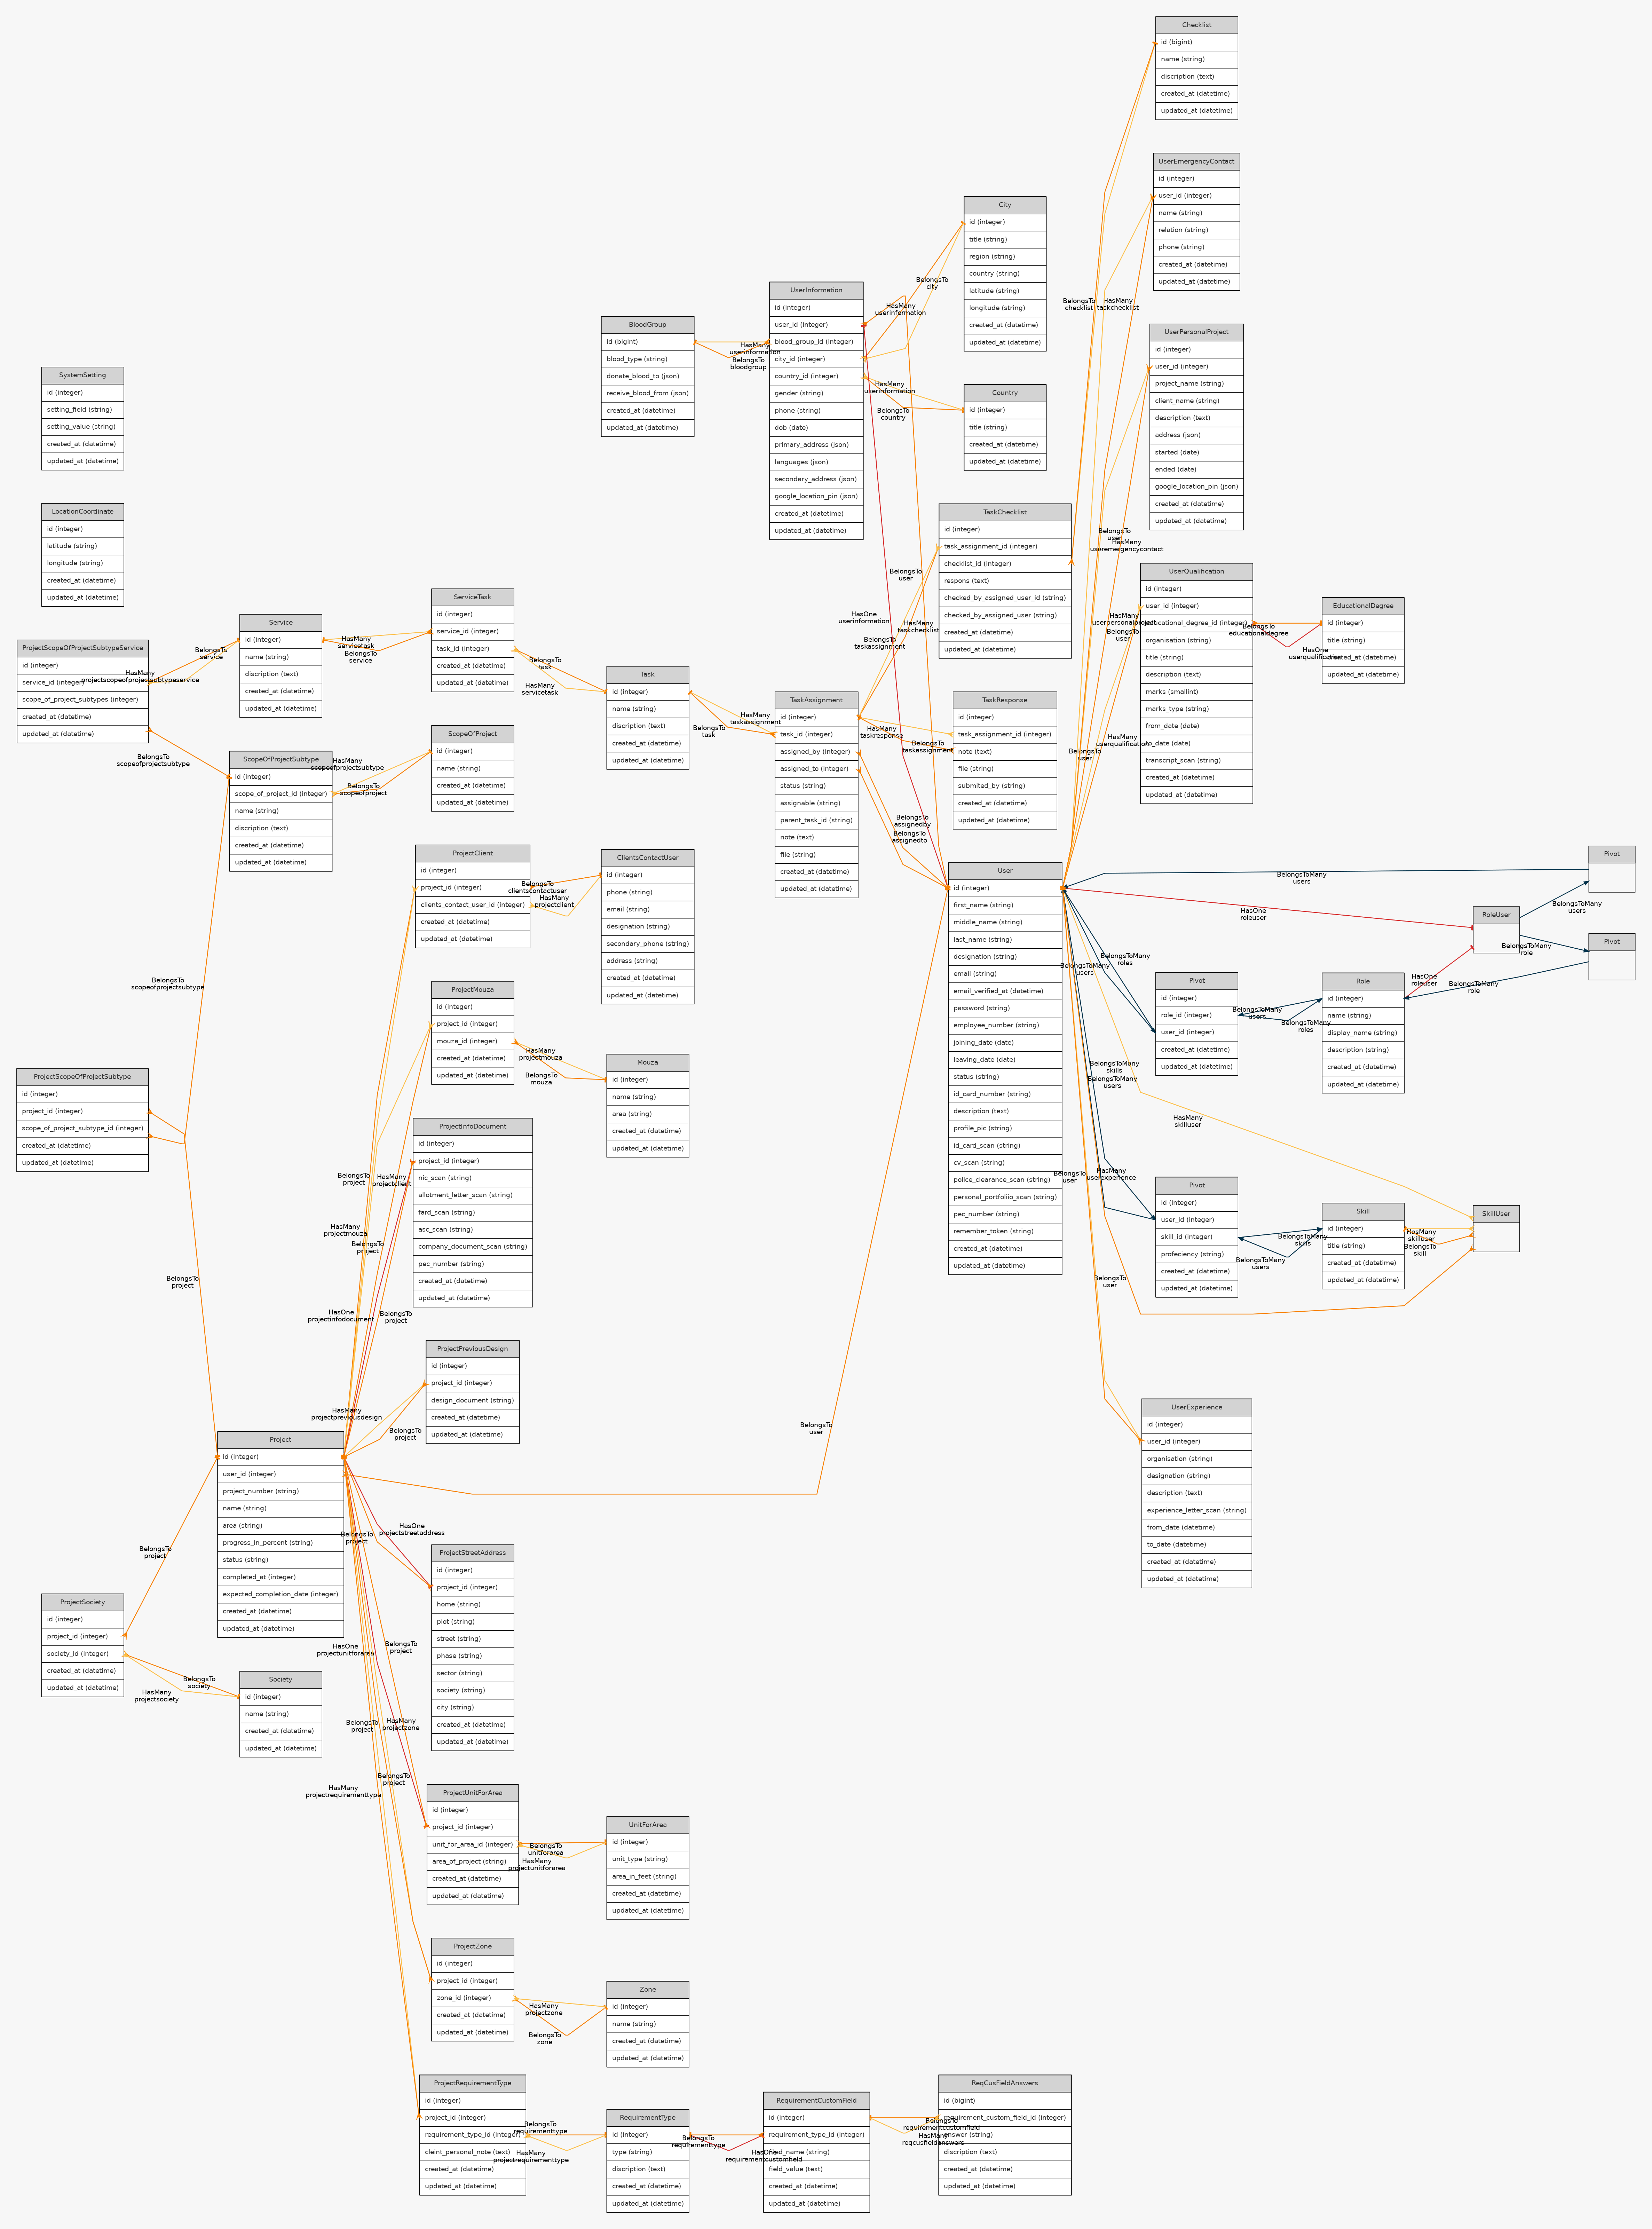 Checklist
id (bigint)
name (string)
discription (text)
created_at (datetime)
updated_at (datetime)
UserEmergencyContact
id (integer)
user_id (integer)
name (string)
relation (string)
phone (string)
created_at (datetime)
updated_at (datetime)
City
id (integer)
title (string)
region (string)
country (string)
latitude (string)
longitude (string)
created_at (datetime)
updated_at (datetime)
BelongsTo
city
HasMany
userinformation
BelongsTo
checklist
HasMany
taskchecklist
UserInformation
id (integer)
user_id (integer)
blood_group_id (integer)
city_id (integer)
country_id (integer)
gender (string)
phone (string)
dob (date)
primary_address (json)
languages (json)
secondary_address (json)
google_location_pin (json)
created_at (datetime)
updated_at (datetime)
BloodGroup
id (bigint)
blood_type (string)
donate_blood_to (json)
receive_blood_from (json)
created_at (datetime)
updated_at (datetime)
HasMany
userinformation
BelongsTo
bloodgroup
UserPersonalProject
id (integer)
user_id (integer)
project_name (string)
client_name (string)
description (text)
address (json)
started (date)
ended (date)
google_location_pin (json)
created_at (datetime)
updated_at (datetime)
HasMany
userinformation
BelongsTo
country
Country
id (integer)
title (string)
created_at (datetime)
updated_at (datetime)
SystemSetting
id (integer)
setting_field (string)
setting_value (string)
created_at (datetime)
updated_at (datetime)
LocationCoordinate
id (integer)
latitude (string)
longitude (string)
created_at (datetime)
updated_at (datetime)
TaskChecklist
id (integer)
task_assignment_id (integer)
checklist_id (integer)
respons (text)
checked_by_assigned_user_id (string)
checked_by_assigned_user (string)
created_at (datetime)
updated_at (datetime)
BelongsTo
user
HasMany
useremergencycontact
BelongsTo
user
HasOne
userinformation
HasMany
taskchecklist
BelongsTo
taskassignment
HasMany
userpersonalproject
BelongsTo
user
UserQualification
id (integer)
user_id (integer)
educational_degree_id (integer)
organisation (string)
title (string)
description (text)
marks (smallint)
marks_type (string)
from_date (date)
to_date (date)
transcript_scan (string)
created_at (datetime)
updated_at (datetime)
BelongsTo
educationaldegree
HasOne
userqualification
EducationalDegree
id (integer)
title (string)
created_at (datetime)
updated_at (datetime)
ServiceTask
id (integer)
service_id (integer)
task_id (integer)
created_at (datetime)
updated_at (datetime)
Service
id (integer)
name (string)
discription (text)
created_at (datetime)
updated_at (datetime)
HasMany
servicetask
BelongsTo
service
ProjectScopeOfProjectSubtypeService
id (integer)
service_id (integer)
scope_of_project_subtypes (integer)
created_at (datetime)
updated_at (datetime)
BelongsTo
service
HasMany
projectscopeofprojectsubtypeservice
BelongsTo
task
HasMany
servicetask
Task
id (integer)
name (string)
discription (text)
created_at (datetime)
updated_at (datetime)
HasMany
taskassignment
BelongsTo
task
TaskAssignment
id (integer)
task_id (integer)
assigned_by (integer)
assigned_to (integer)
status (string)
assignable (string)
parent_task_id (string)
note (text)
file (string)
created_at (datetime)
updated_at (datetime)
HasMany
taskresponse
BelongsTo
taskassignment
TaskResponse
id (integer)
task_assignment_id (integer)
note (text)
file (string)
submited_by (string)
created_at (datetime)
updated_at (datetime)
HasMany
userqualification
BelongsTo
user
BelongsTo
scopeofprojectsubtype
ScopeOfProjectSubtype
id (integer)
scope_of_project_id (integer)
name (string)
discription (text)
created_at (datetime)
updated_at (datetime)
HasMany
scopeofprojectsubtype
BelongsTo
scopeofproject
ScopeOfProject
id (integer)
name (string)
created_at (datetime)
updated_at (datetime)
BelongsTo
assignedby
BelongsTo
assignedto
ProjectClient
id (integer)
project_id (integer)
clients_contact_user_id (integer)
created_at (datetime)
updated_at (datetime)
BelongsTo
clientscontactuser
HasMany
projectclient
ClientsContactUser
id (integer)
phone (string)
email (string)
designation (string)
secondary_phone (string)
address (string)
created_at (datetime)
updated_at (datetime)
User
id (integer)
first_name (string)
middle_name (string)
last_name (string)
designation (string)
email (string)
email_verified_at (datetime)
password (string)
employee_number (string)
joining_date (date)
leaving_date (date)
status (string)
id_card_number (string)
description (text)
profile_pic (string)
id_card_scan (string)
cv_scan (string)
police_clearance_scan (string)
personal_portfolio_scan (string)
pec_number (string)
remember_token (string)
created_at (datetime)
updated_at (datetime)
Pivot
BelongsToMany
users
HasOne
roleuser
RoleUser
BelongsToMany
users
BelongsToMany
role
Pivot
BelongsToMany
roles
BelongsToMany
users
Pivot
id (integer)
role_id (integer)
user_id (integer)
created_at (datetime)
updated_at (datetime)
BelongsToMany
users
BelongsToMany
roles
Role
id (integer)
name (string)
display_name (string)
description (string)
created_at (datetime)
updated_at (datetime)
HasOne
roleuser
BelongsToMany
role
BelongsTo
scopeofprojectsubtype
ProjectMouza
id (integer)
project_id (integer)
mouza_id (integer)
created_at (datetime)
updated_at (datetime)
HasMany
projectmouza
BelongsTo
mouza
Mouza
id (integer)
name (string)
area (string)
created_at (datetime)
updated_at (datetime)
BelongsToMany
skills
BelongsToMany
users
HasMany
skilluser
ProjectScopeOfProjectSubtype
id (integer)
project_id (integer)
scope_of_project_subtype_id (integer)
created_at (datetime)
updated_at (datetime)
ProjectInfoDocument
id (integer)
project_id (integer)
nic_scan (string)
allotment_letter_scan (string)
fard_scan (string)
asc_scan (string)
company_document_scan (string)
pec_number (string)
created_at (datetime)
updated_at (datetime)
BelongsTo
project
HasMany
projectclient
HasMany
projectmouza
BelongsTo
project
BelongsTo
user
HasMany
userexperience
Pivot
id (integer)
user_id (integer)
skill_id (integer)
profeciency (string)
created_at (datetime)
updated_at (datetime)
BelongsToMany
skills
BelongsToMany
users
Skill
id (integer)
title (string)
created_at (datetime)
updated_at (datetime)
HasMany
skilluser
BelongsTo
skill
SkillUser
BelongsTo
user
BelongsTo
project
HasOne
projectinfodocument
BelongsTo
project
ProjectPreviousDesign
id (integer)
project_id (integer)
design_document (string)
created_at (datetime)
updated_at (datetime)
HasMany
projectpreviousdesign
BelongsTo
project
BelongsTo
user
UserExperience
id (integer)
user_id (integer)
organisation (string)
designation (string)
description (text)
experience_letter_scan (string)
from_date (datetime)
to_date (datetime)
created_at (datetime)
updated_at (datetime)
Project
id (integer)
user_id (integer)
project_number (string)
name (string)
area (string)
progress_in_percent (string)
status (string)
completed_at (integer)
expected_completion_date (integer)
created_at (datetime)
updated_at (datetime)
HasOne
projectstreetaddress
BelongsTo
project
ProjectStreetAddress
id (integer)
project_id (integer)
home (string)
plot (string)
street (string)
phase (string)
sector (string)
society (string)
city (string)
created_at (datetime)
updated_at (datetime)
BelongsTo
project
ProjectSociety
id (integer)
project_id (integer)
society_id (integer)
created_at (datetime)
updated_at (datetime)
BelongsTo
society
HasMany
projectsociety
Society
id (integer)
name (string)
created_at (datetime)
updated_at (datetime)
HasOne
projectunitforarea
BelongsTo
project
BelongsTo
project
HasMany
projectzone
BelongsTo
project
HasMany
projectrequirementtype
ProjectUnitForArea
id (integer)
project_id (integer)
unit_for_area_id (integer)
area_of_project (string)
created_at (datetime)
updated_at (datetime)
BelongsTo
unitforarea
HasMany
projectunitforarea
UnitForArea
id (integer)
unit_type (string)
area_in_feet (string)
created_at (datetime)
updated_at (datetime)
ProjectZone
id (integer)
project_id (integer)
zone_id (integer)
created_at (datetime)
updated_at (datetime)
HasMany
projectzone
BelongsTo
zone
Zone
id (integer)
name (string)
created_at (datetime)
updated_at (datetime)
ProjectRequirementType
id (integer)
project_id (integer)
requirement_type_id (integer)
cleint_personal_note (text)
created_at (datetime)
updated_at (datetime)
BelongsTo
requirementtype
HasMany
projectrequirementtype
RequirementType
id (integer)
type (string)
discription (text)
created_at (datetime)
updated_at (datetime)
BelongsTo
requirementtype
HasOne
requirementcustomfield
RequirementCustomField
id (integer)
requirement_type_id (integer)
field_name (string)
field_value (text)
created_at (datetime)
updated_at (datetime)
BelongsTo
requirementcustomfield
HasMany
reqcusfieldanswers
ReqCusFieldAnswers
id (bigint)
requirement_custom_field_id (integer)
answer (string)
discription (text)
created_at (datetime)
updated_at (datetime)